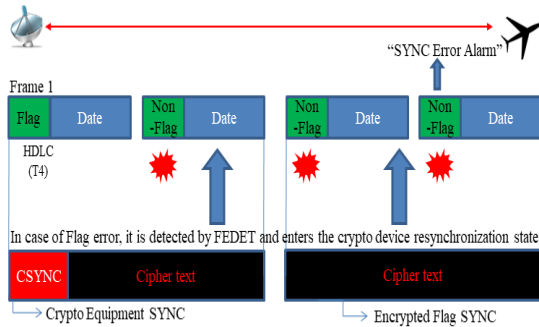 “SYNC Error Alarm”
Frame 1
Flag Date Non -Flag Date Non -Flag Date Non -Flag Date
HDLC
(T4)
In case of Flag error, it is detected by FEDET and enters the crypto device resynchronization state
CSYNC Cipher text Cipher text
Crypto Equipment SYNC Encrypted Flag SYNC